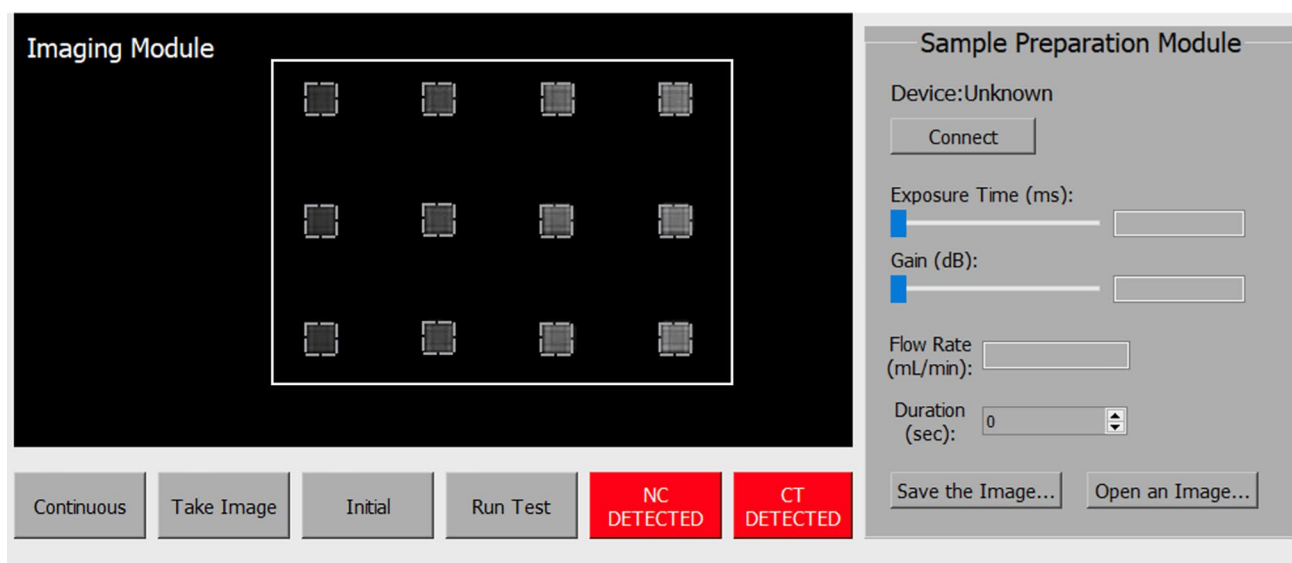 Imaging Module
Sample Preparation Module
Device:Unknown
Connect
Exposure Time (ms):
Gain (dB):
Flow Rate
(mL/min):
Duration
(sec):
0
Save the Image...
Open an Image...
Continuous
Take Image
Initial
Run Test
NC
DETECTED
CT
DETECTED